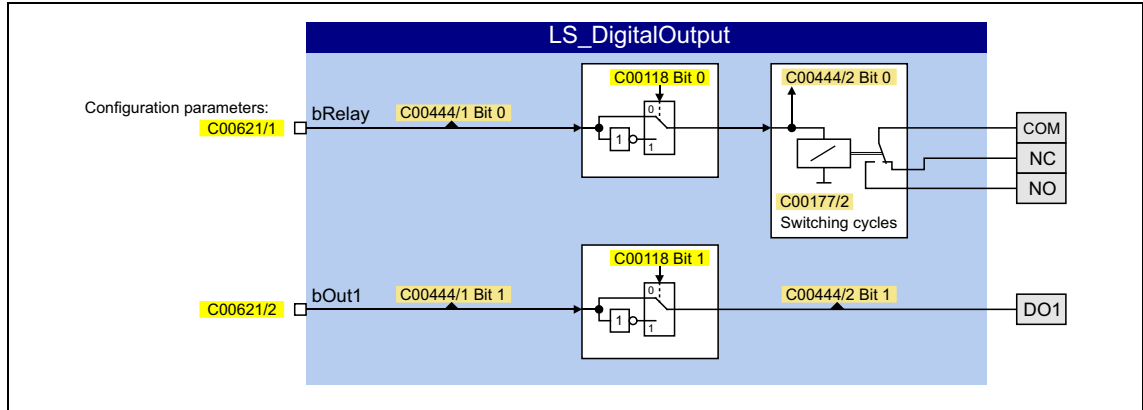 LS_DigitalOutput
Configuration parameters:
C00621/1
bRelay
C00444/1 Bit 0
C00118 Bit 0
0
1
1
C00444/2 Bit 0
C00177/2
Switching cycles
COM
NC
NO
C00621/2
bOut1
C00444/1 Bit 1
C00118 Bit 1
0
1
1
C00444/2 Bit 1
DO1